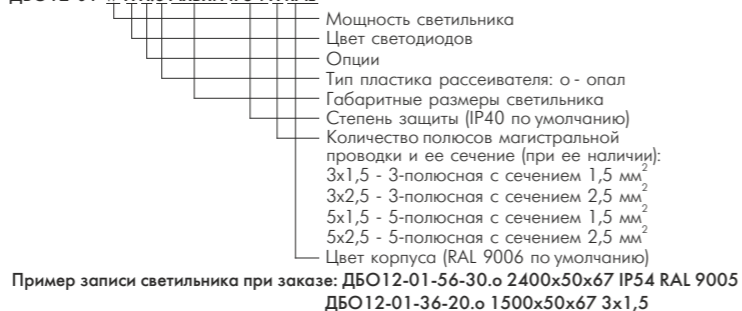 Мощность светильника
Цвет светодиодов
Опции
Тип пластика рассеивателя: о - опал
Габаритные размеры светильника
Степень защиты (IP40 по умолчанию)
Количество полюсов магистральной
проводки и ее сечение (при ее наличии):
3х1,5 - 3-полюсная с сечением 1,5 мм²
3х2,5 - 3-полюсная с сечением 2,5 мм²
5х1,5 - 5-полюсная с сечением 1,5 мм²
5х2,5 - 5-полюсная с сечением 2,5 мм²
Цвет корпуса (RAL 9006 по умолчанию)
Пример записи светильника при заказе: ДБО12-01-56-30.о 2400х50х67 IP54 RAL 9005
ДБО12-01-36-20.о 1500х50х67 3х1,5